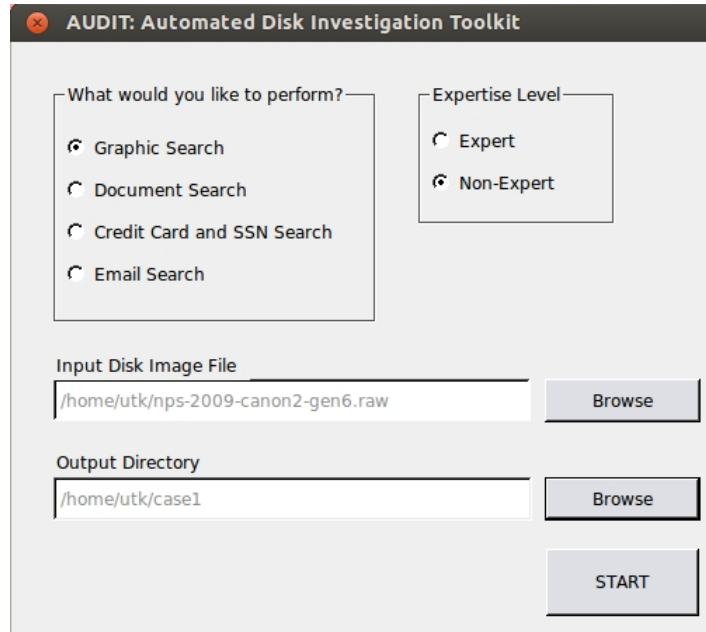 AUDIT: Automated Disk Investigation Toolkit
What would you like to perform?
Graphic Search
Document Search
Credit Card and SSN Search
Email Search
Expertise Level
Expert
Non-Expert
Input Disk Image File
/home/utk/nps-2009-canon2-gen6.raw
Browse
Output Directory
/home/utk/case1
Browse
START